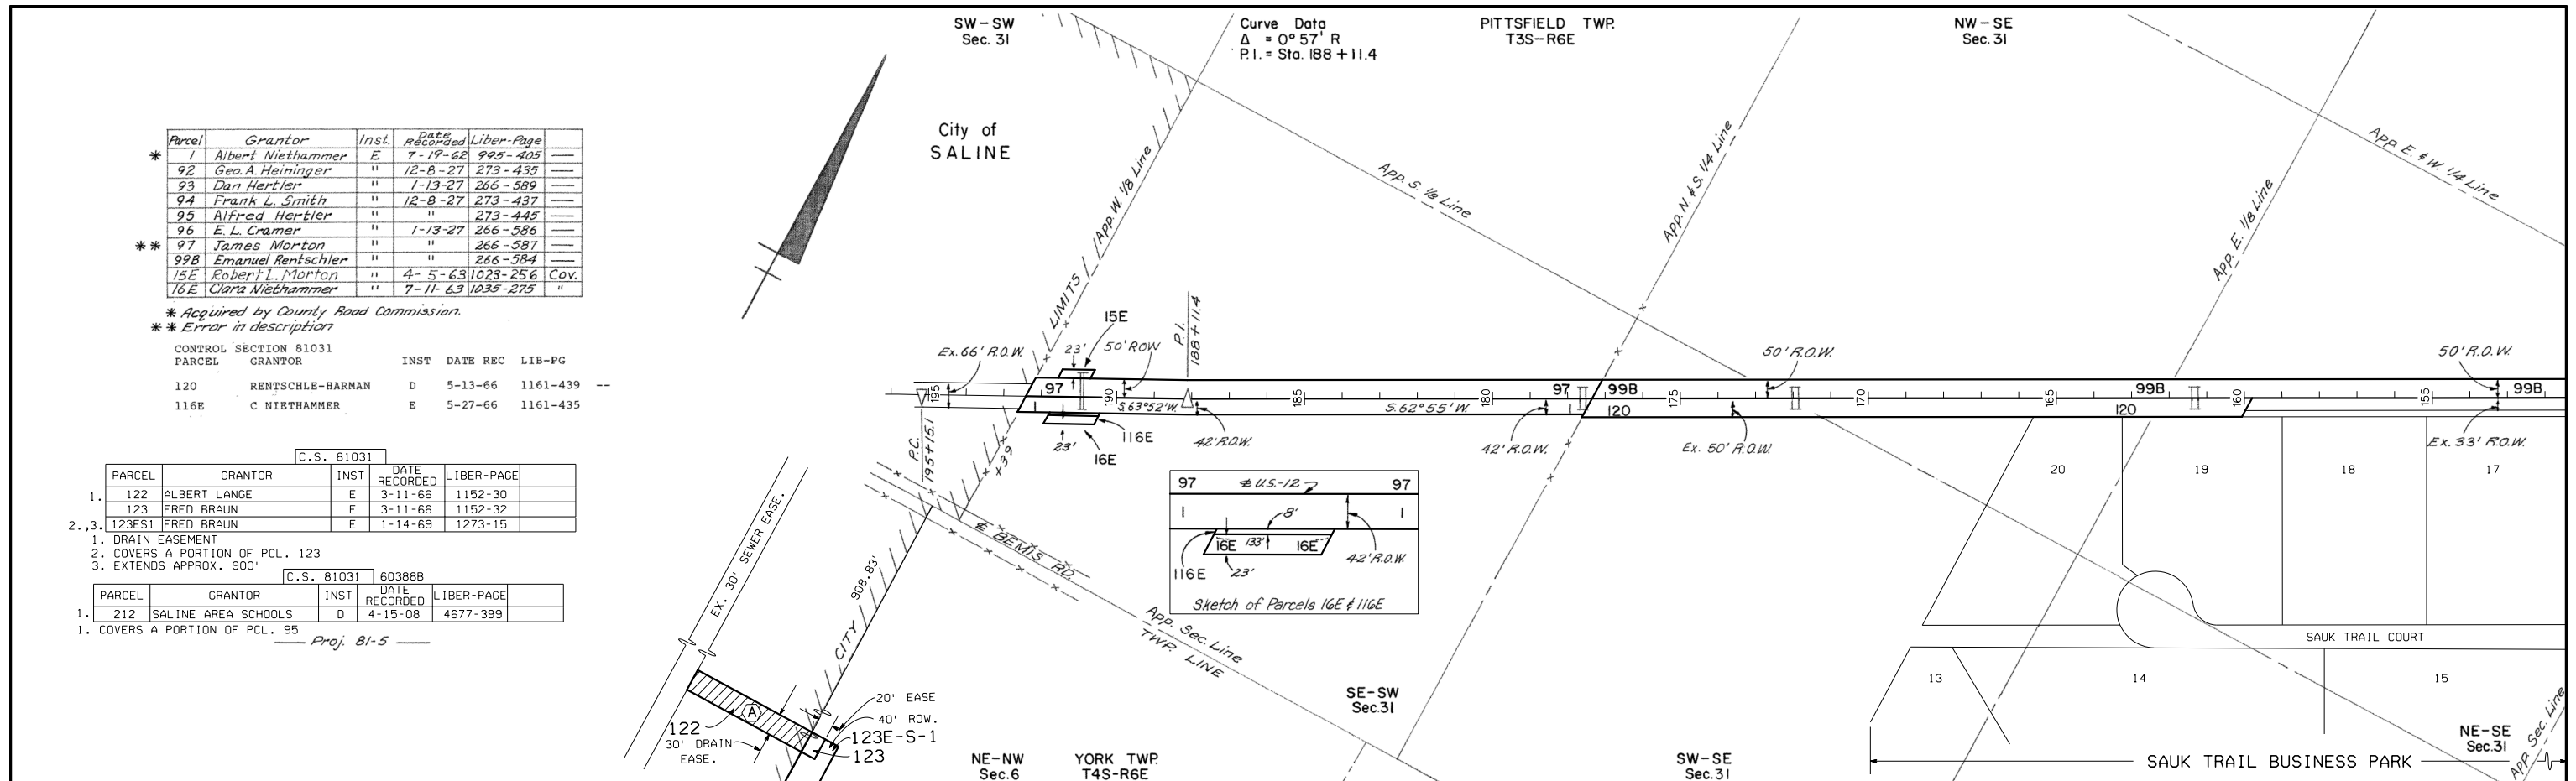 SW-SW
Sec. 31
Curve Data
Δ = 0°57' R
P.I. = Sta. 188+11.4
PITTSFIELD TWP.
T3S-R6E
NW-SE
Sec. 31
City of
SALINE
Parcel Grantor Inst. Date Recorded Liber-Page
* 1 Albert Niethammer E 7-19-62 995-405 —
92 Geo. A. Heininger " 12-8-27 273-435 —
93 Dan Hertler " 1-13-27 266-589 —
94 Frank L. Smith " 12-8-27 273-437 —
95 Alfred Hertler " " 273-445 —
96 E. L. Cramer " 1-13-27 266-586 —
** 97 James Morton " " 266-587 —
99B Emanuel Rentschler " " 266-584 —
15E Robert L. Morton " 4-5-63 1023-256 Cov.
16E Clara Niethammer " 7-11-63 1035-275 "
* Acquired by County Road Commission.
** Error in description
CONTROL SECTION 81031
PARCEL GRANTOR INST DATE REC LIB-PG
120 RENTSCHLE-HARMAN D 5-13-66 1161-439 --
116E C NIETHAMMER E 5-27-66 1161-435
C.S. 81031
PARCEL GRANTOR INST DATE RECORDED LIBER-PAGE
1. 122 ALBERT LANGE E 3-11-66 1152-30
123 FRED BRAUN E 3-11-66 1152-32
2.,3. 123ES1 FRED BRAUN E 1-14-69 1273-15
1. DRAIN EASEMENT
2. COVERS A PORTION OF PCL. 123
3. EXTENDS APPROX. 900'
C.S. 81031 60388B
PARCEL GRANTOR INST DATE RECORDED LIBER-PAGE
1. 212 SALINE AREA SCHOOLS D 4-15-08 4677-399
1. COVERS A PORTION OF PCL. 95
— Proj. 81-5 —
LIMITS
App. W. 1/8 Line
App. S. 1/8 Line
App. N. & S. 1/4 Line
App. E. 1/8 Line
App. E. & W. 1/4 Line
15E
23'
50' ROW
P.I.
188+11.4
Ex. 66' R.O.W.
50' R.O.W.
50' R.O.W.
97
97
99B
99B
99B
195
190
185
180
175
170
165
160
155
1
S.63°52'W.
S.62°55'W.
1
120
120
116E
16E
23'
42' R.O.W.
42' R.O.W.
Ex. 50' R.O.W.
Ex. 33' R.O.W.
P.C.
195+15.1
+39
97 ℄ U.S.-12 97
1 8' 1
16E 133' 16E
116E 23' 42' R.O.W.
Sketch of Parcels 16E & 116E
20
19
18
17
℄ BEMIS RD.
EX. 30' SEWER EASE.
CITY
908.83'
App. Sec. Line
TWP. LINE
SAUK TRAIL COURT
13
14
15
A
122
30' DRAIN
EASE.
20' EASE
40' ROW.
123E-S-1
123
SE-SW
Sec. 31
NE-NW
Sec. 6
YORK TWP.
T4S-R6E
SW-SE
Sec. 31
SAUK TRAIL BUSINESS PARK
NE-SE
Sec. 31
App. Sec. Line